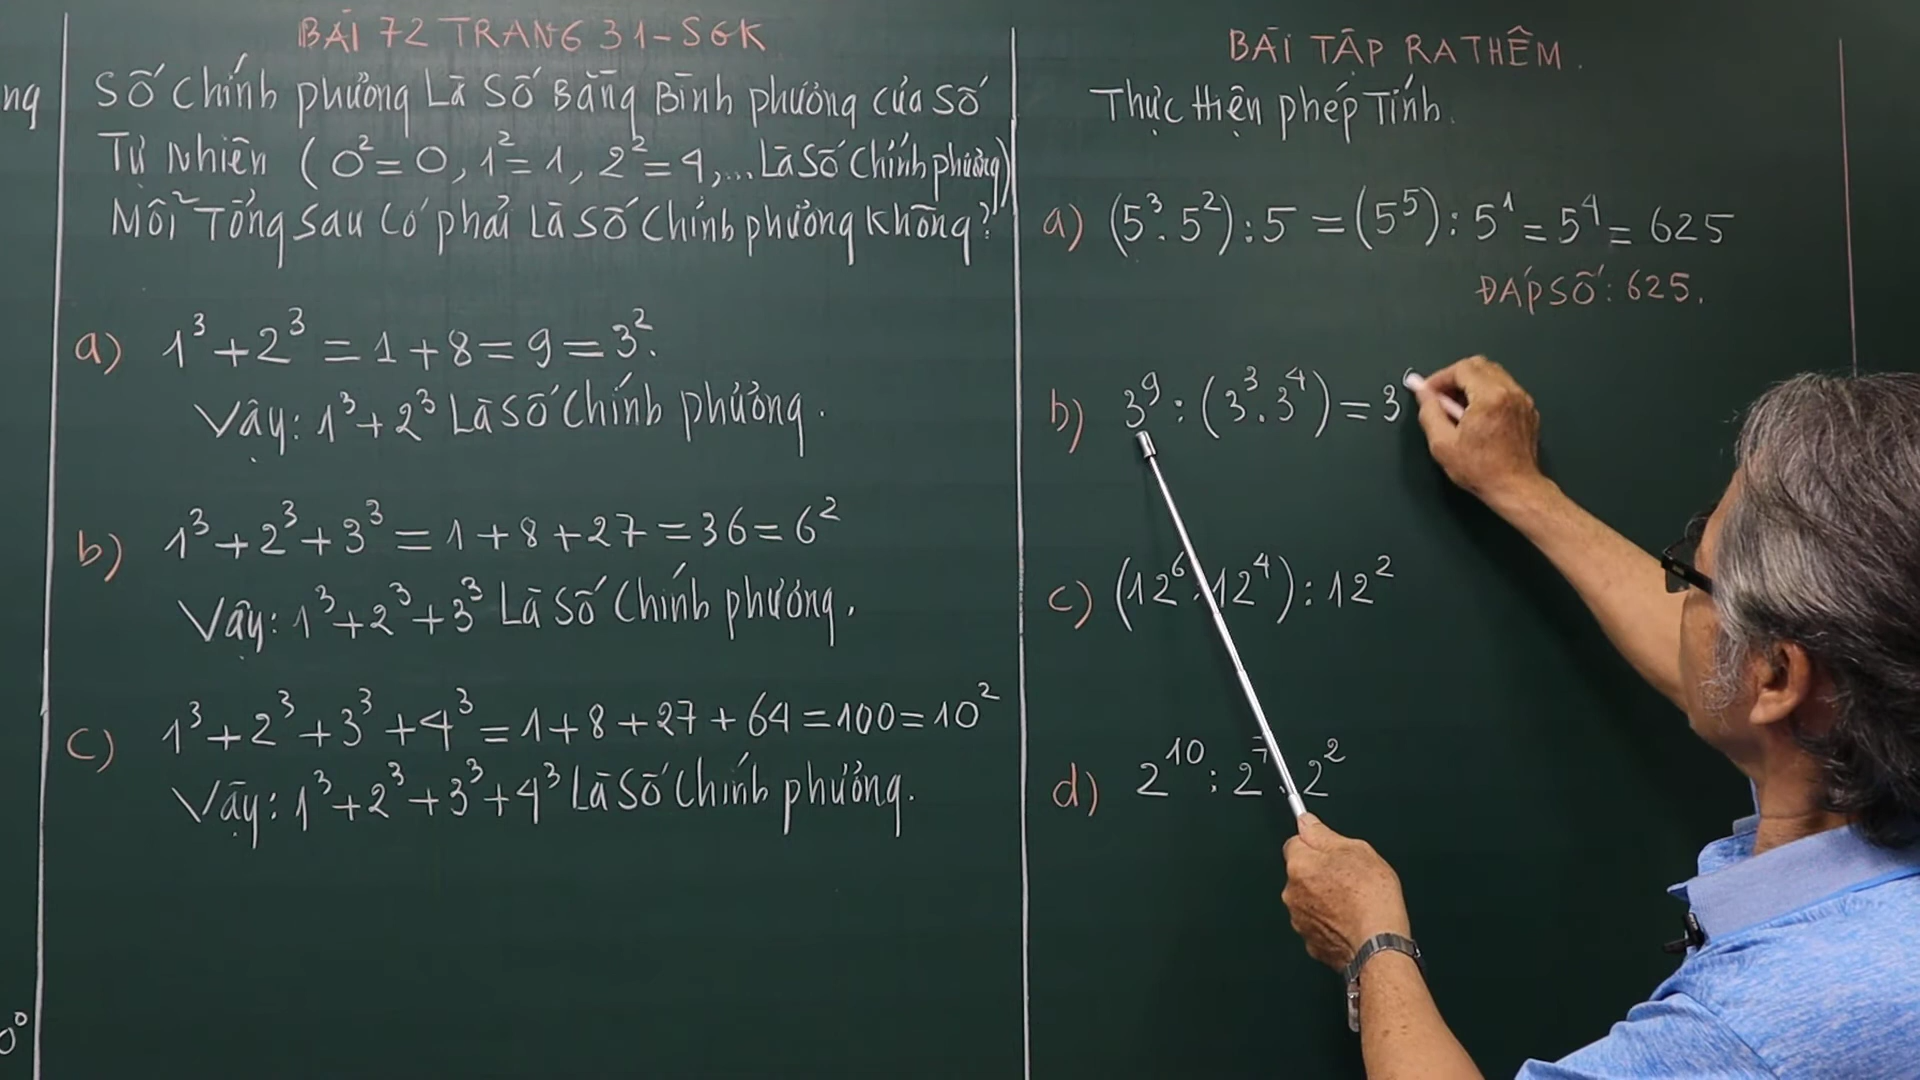 ng
BÀI 72 TRANG 31-SGK
Số chính phương Là Số Bằng Bình phương của Số
Tự Nhiên (0² = 0, 1² = 1, 2² = 4,... Là Số Chính phương)
Mỗi Tổng Sau Có phải Là Số Chính phương không?
a) 1³ + 2³ = 1 + 8 = 9 = 3².
Vậy: 1³ + 2³ Là Số Chính phương.
b) 1³ + 2³ + 3³ = 1 + 8 + 27 = 36 = 6²
Vậy: 1³ + 2³ + 3³ Là Số Chính phương.
c) 1³ + 2³ + 3³ + 4³ = 1 + 8 + 27 + 64 = 100 = 10²
Vậy: 1³ + 2³ + 3³ + 4³ Là Số Chính phương.
BÀI TẬP RA THÊM.
Thực Hiện phép Tính.
a) (5³ . 5²) : 5 = (5⁵) : 5¹ = 5⁴ = 625
ĐÁP SỐ: 625.
b) 3⁹ : (3³ . 3⁴) = 3
c) (12⁶ . 12⁴) : 12²
d) 2¹⁰ : 2⁷ . 2²